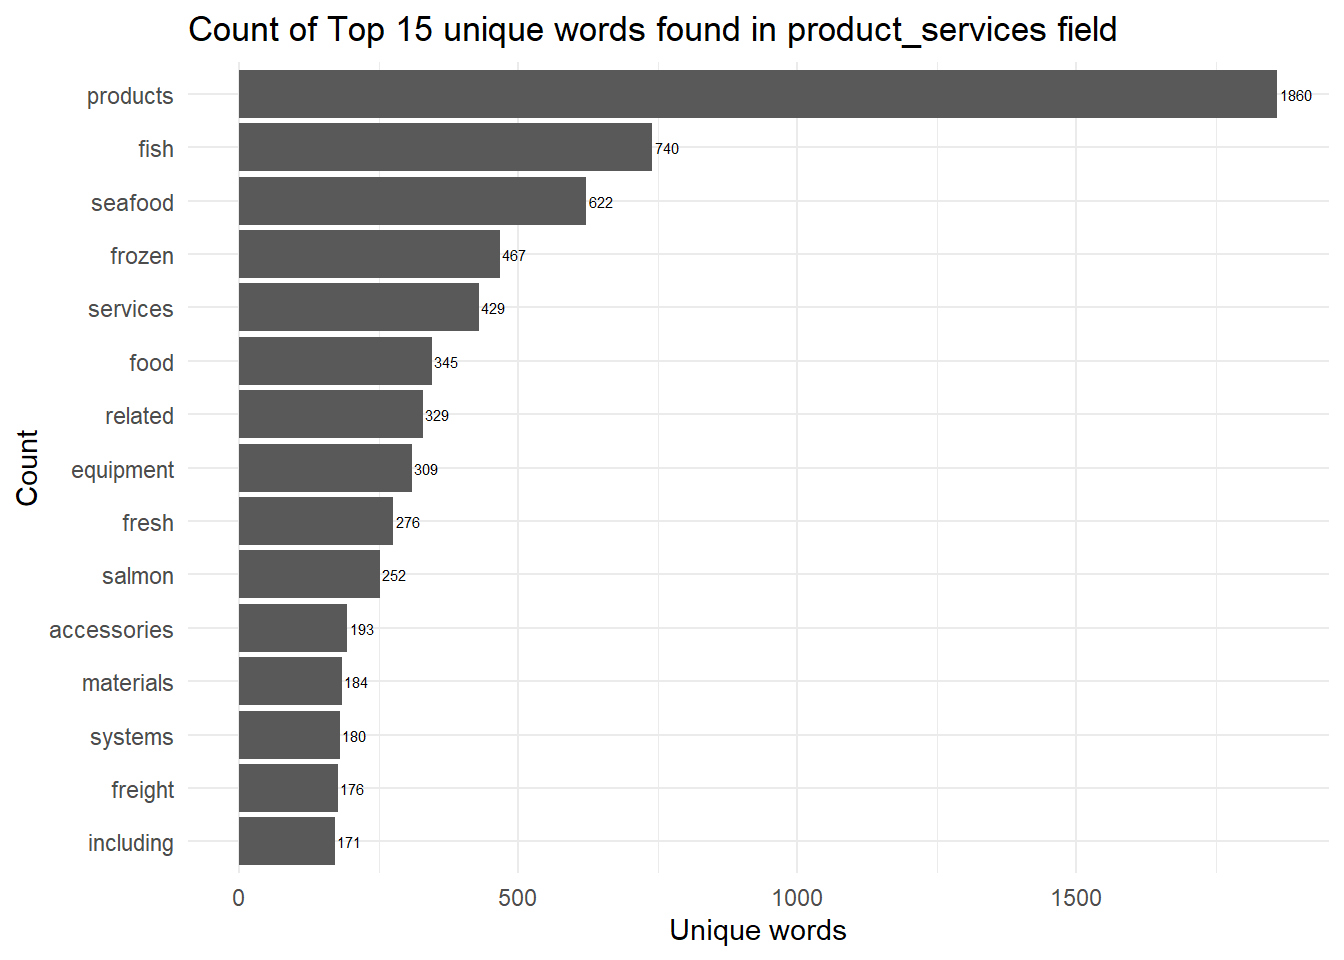 Count of Top 15 unique words found in product_services field
products 1860
fish 740
seafood 622
frozen 467
services 429
food 345
related 329
equipment 309
fresh 276
salmon 252
accessories 193
materials 184
systems 180
freight 176
including 171
Count
0 500 1000 1500
Unique words